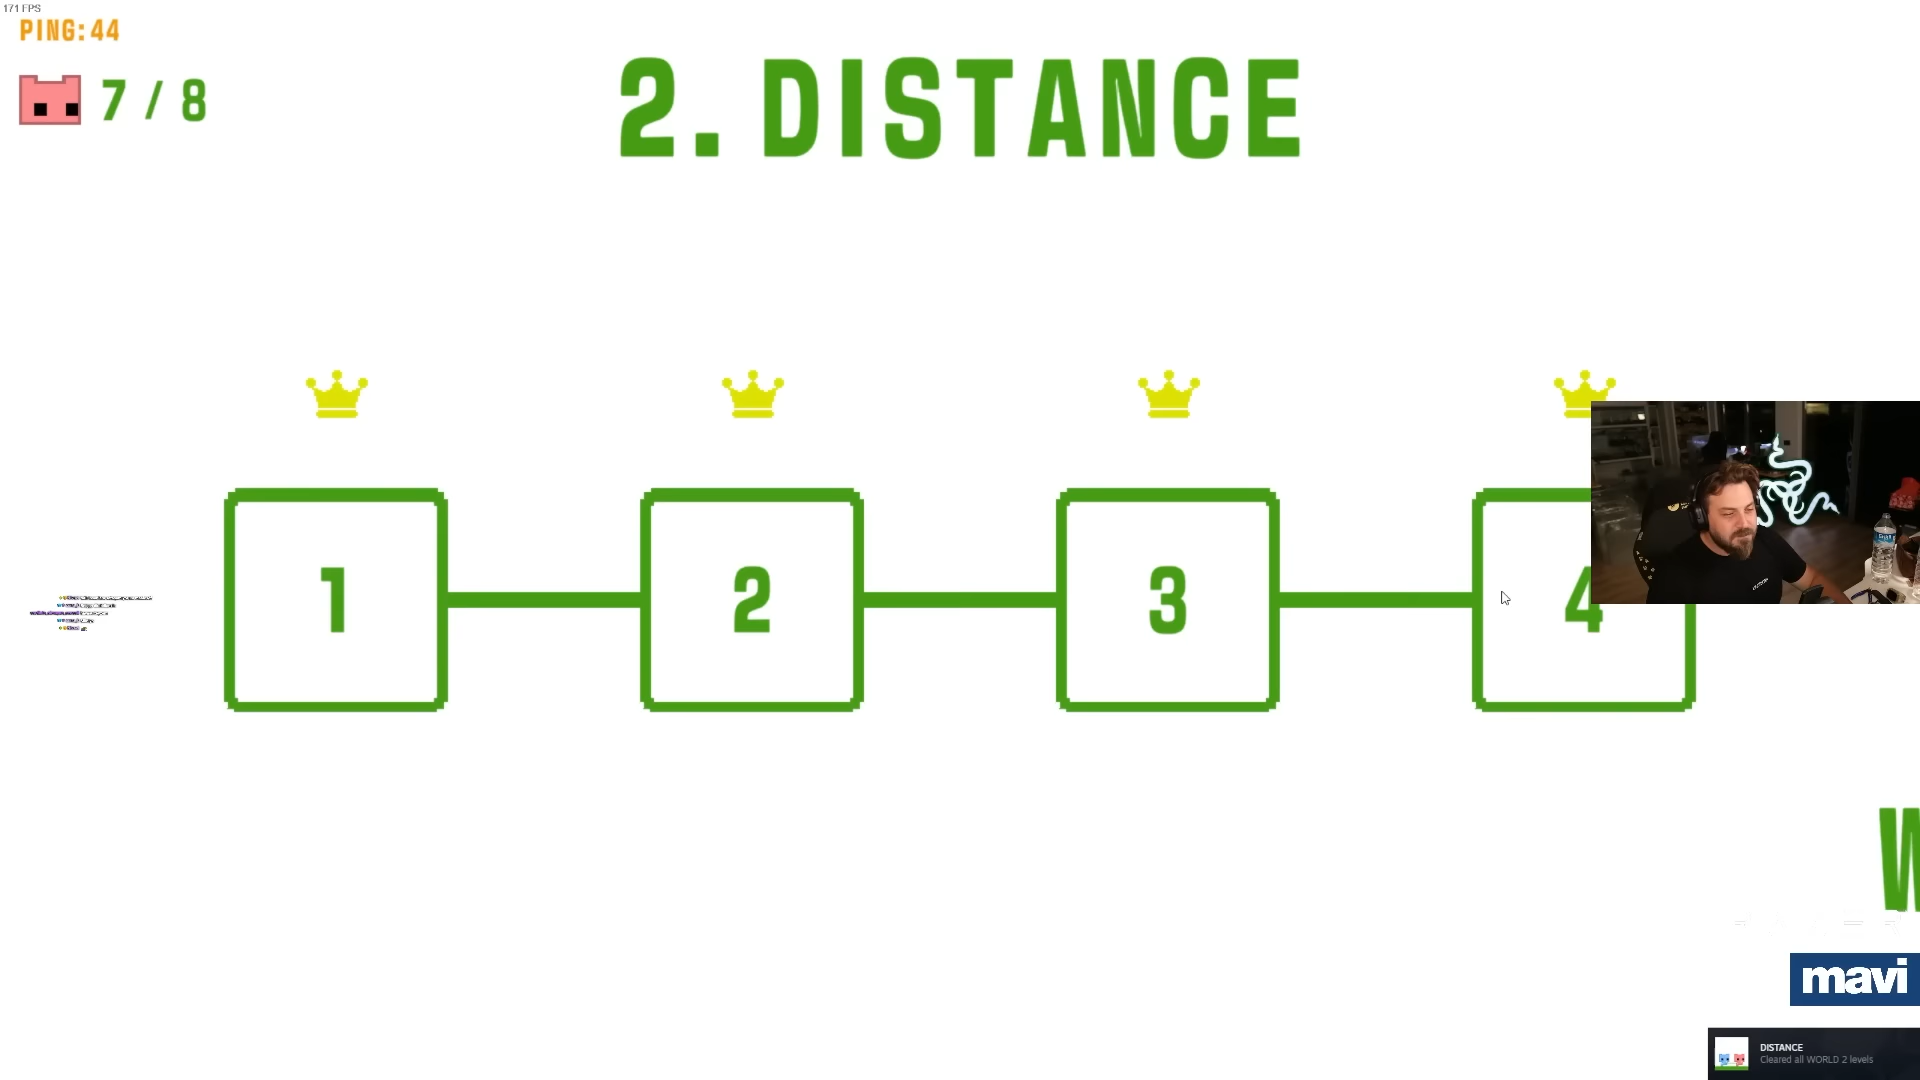 171 FPS
PING:44
7 / 8
2. DISTANCE
1
2
3
4
W
mavi
DISTANCE
Cleared all WORLD 2 levels